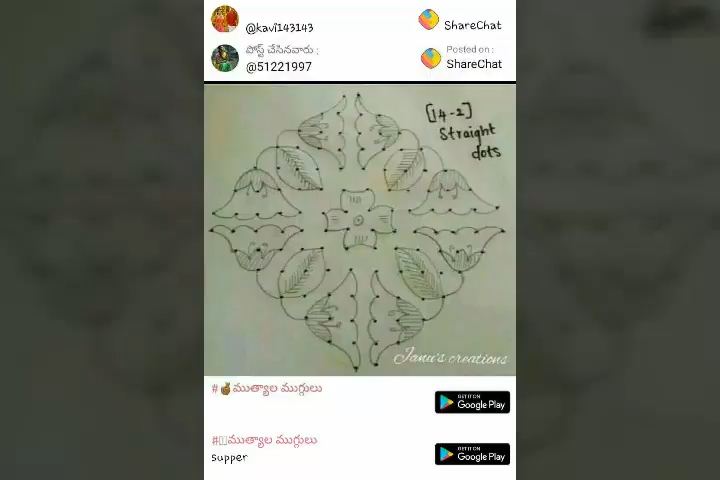 @kavi143143
ShareChat
పోస్ట్ చేసినవారు :
@51221997
Posted on :
ShareChat
[14-2]
Straight
dots
Janu's creations
#✌🏾ముత్యాల ముగ్గులు
GET IT ON
Google Play
#ముత్యాల ముగ్గులు
supper
GET IT ON
Google Play